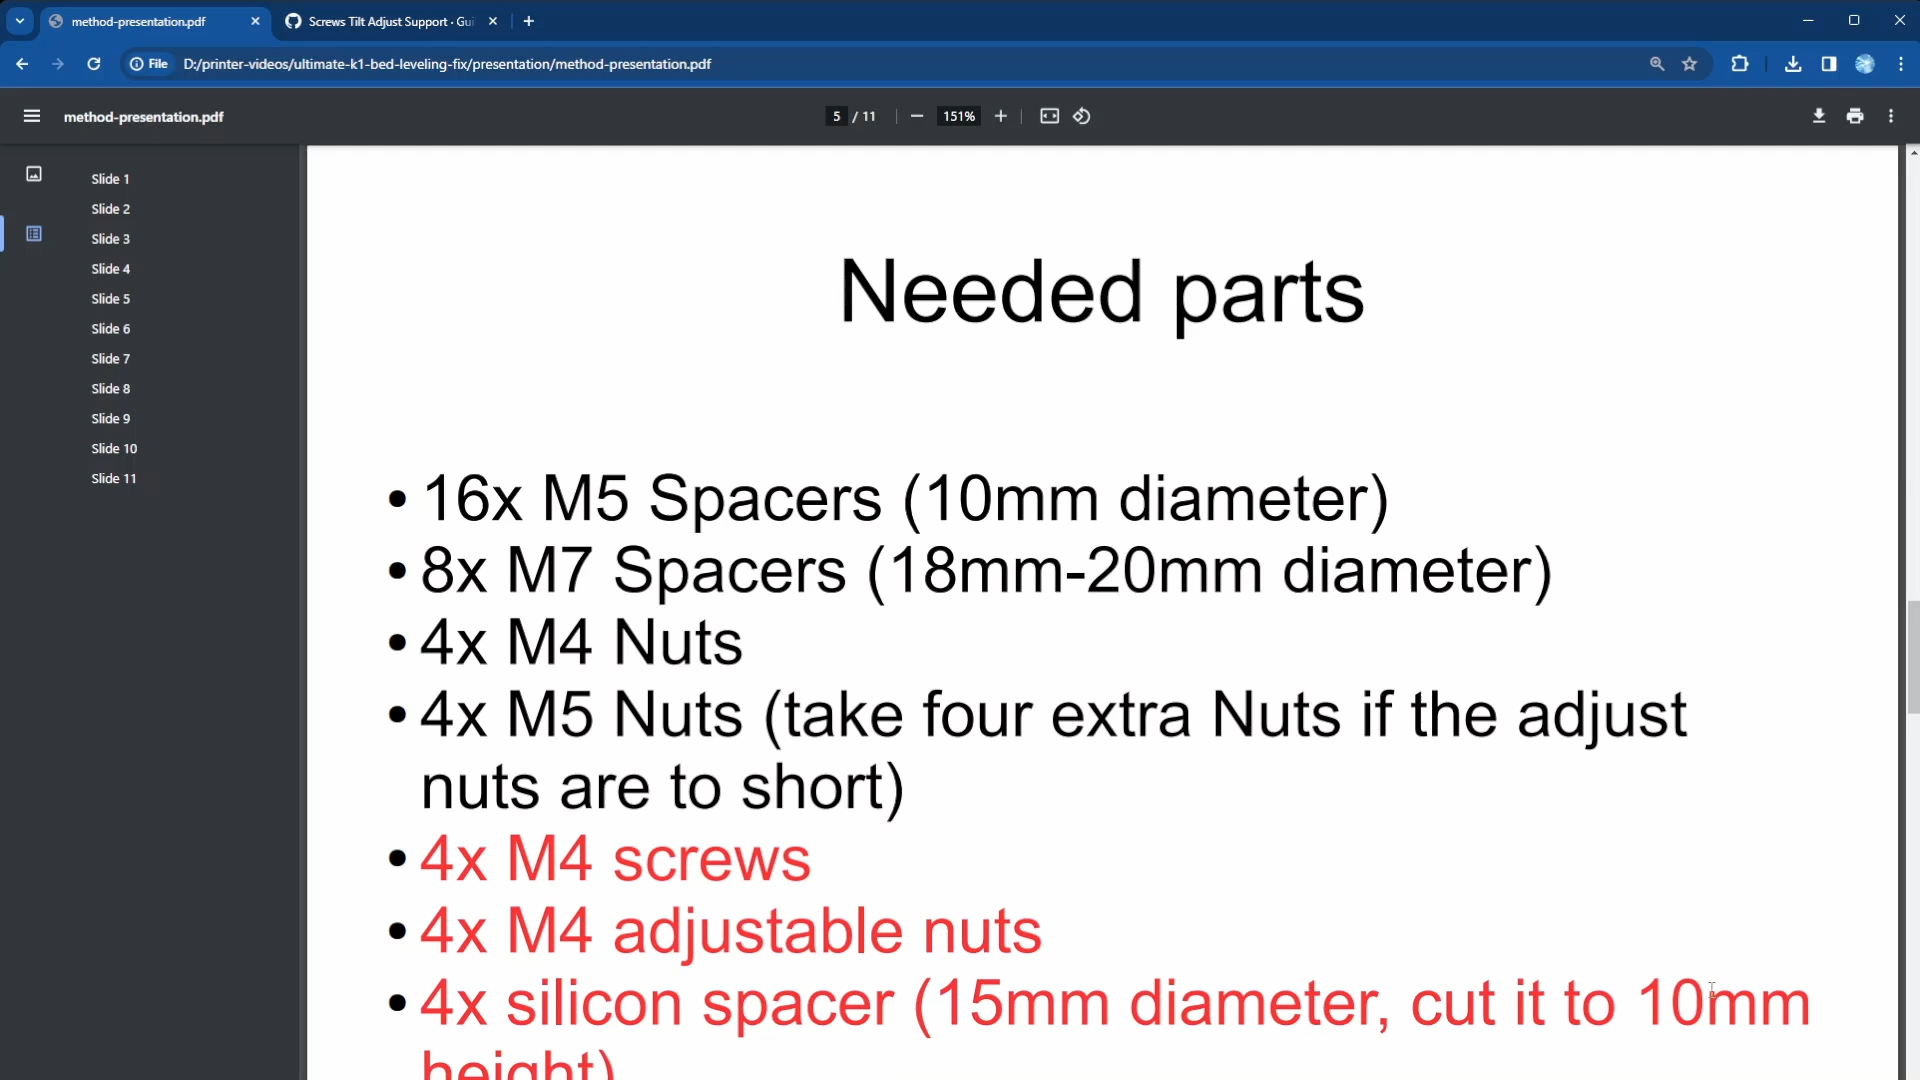 method-presentation.pdf
Screws Tilt Adjust Support · Gui
File
D:/printer-videos/ultimate-k1-bed-leveling-fix/presentation/method-presentation.pdf
method-presentation.pdf
5 / 11
151%
Slide 1
Slide 2
Slide 3
Slide 4
Slide 5
Slide 6
Slide 7
Slide 8
Slide 9
Slide 10
Slide 11
Needed parts
• 16x M5 Spacers (10mm diameter)
• 8x M7 Spacers (18mm-20mm diameter)
• 4x M4 Nuts
• 4x M5 Nuts (take four extra Nuts if the adjust
nuts are to short)
• 4x M4 screws
• 4x M4 adjustable nuts
• 4x silicon spacer (15mm diameter, cut it to 10mm
height)